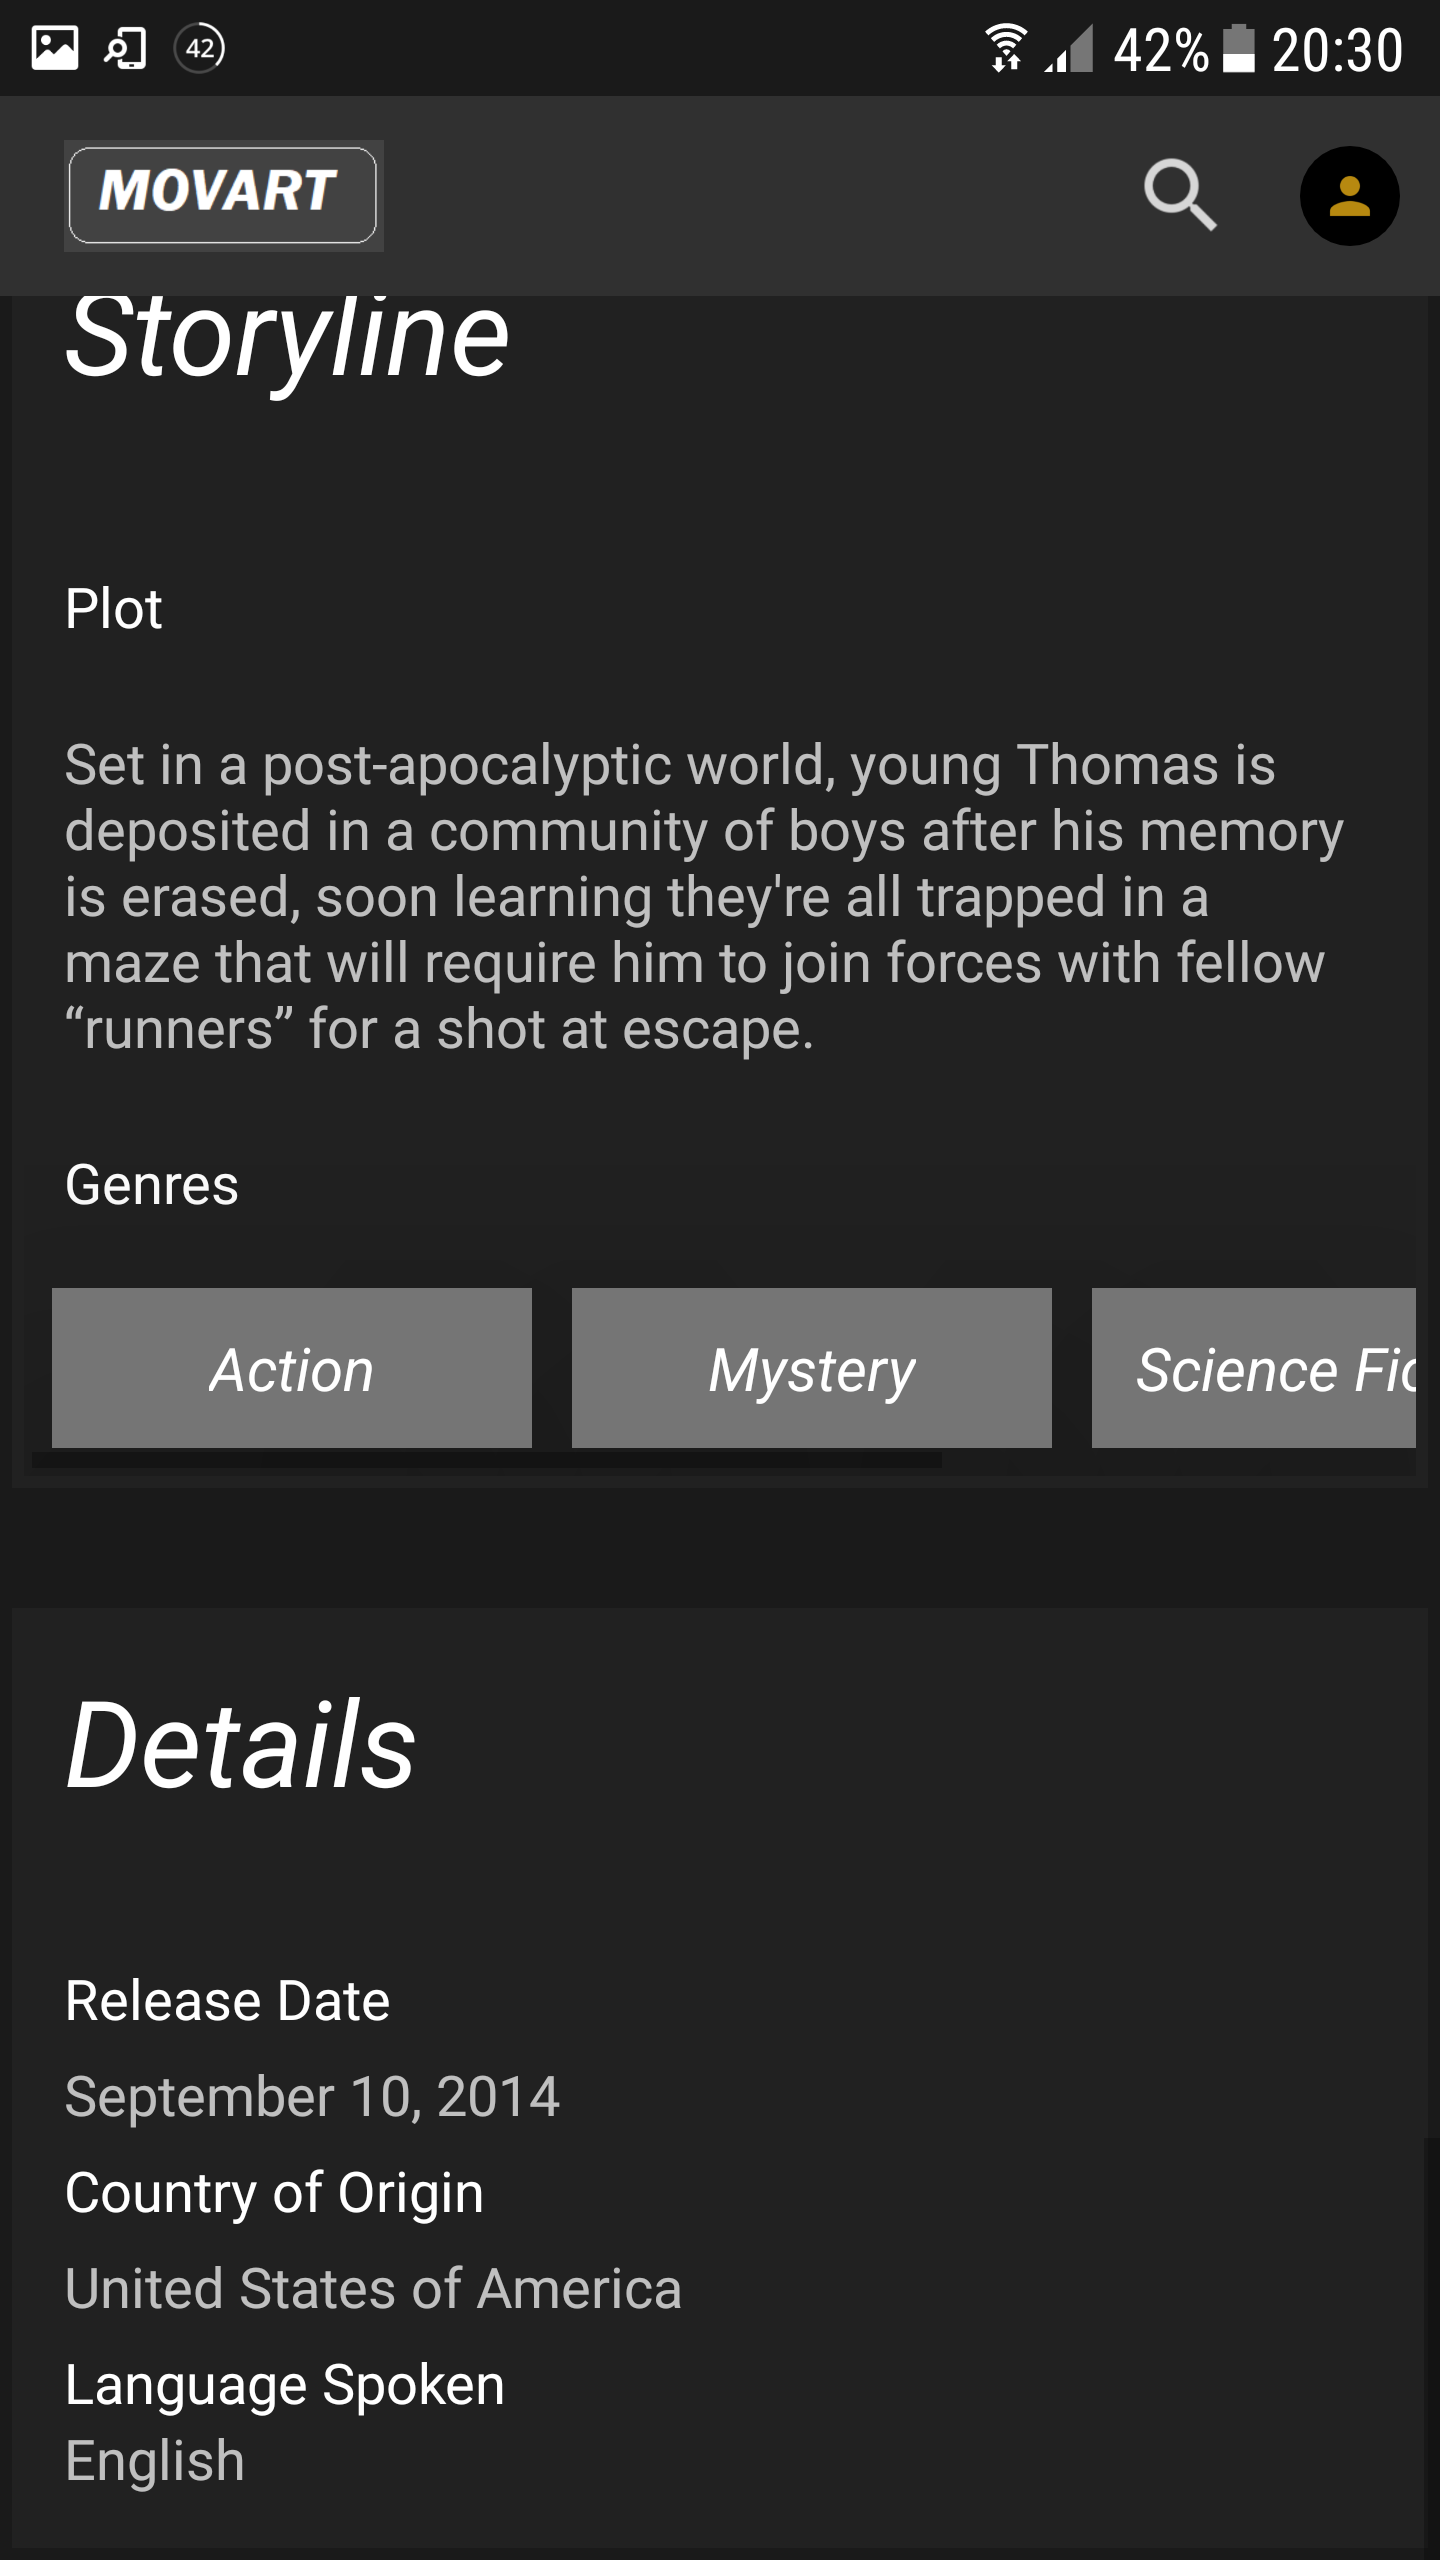 42
42% 20:30
MOVART
Storyline
Plot
Set in a post-apocalyptic world, young Thomas is
deposited in a community of boys after his memory
is erased, soon learning they're all trapped in a
maze that will require him to join forces with fellow
“runners” for a shot at escape.
Genres
Action Mystery Science Fic
Details
Release Date
September 10, 2014
Country of Origin
United States of America
Language Spoken
English